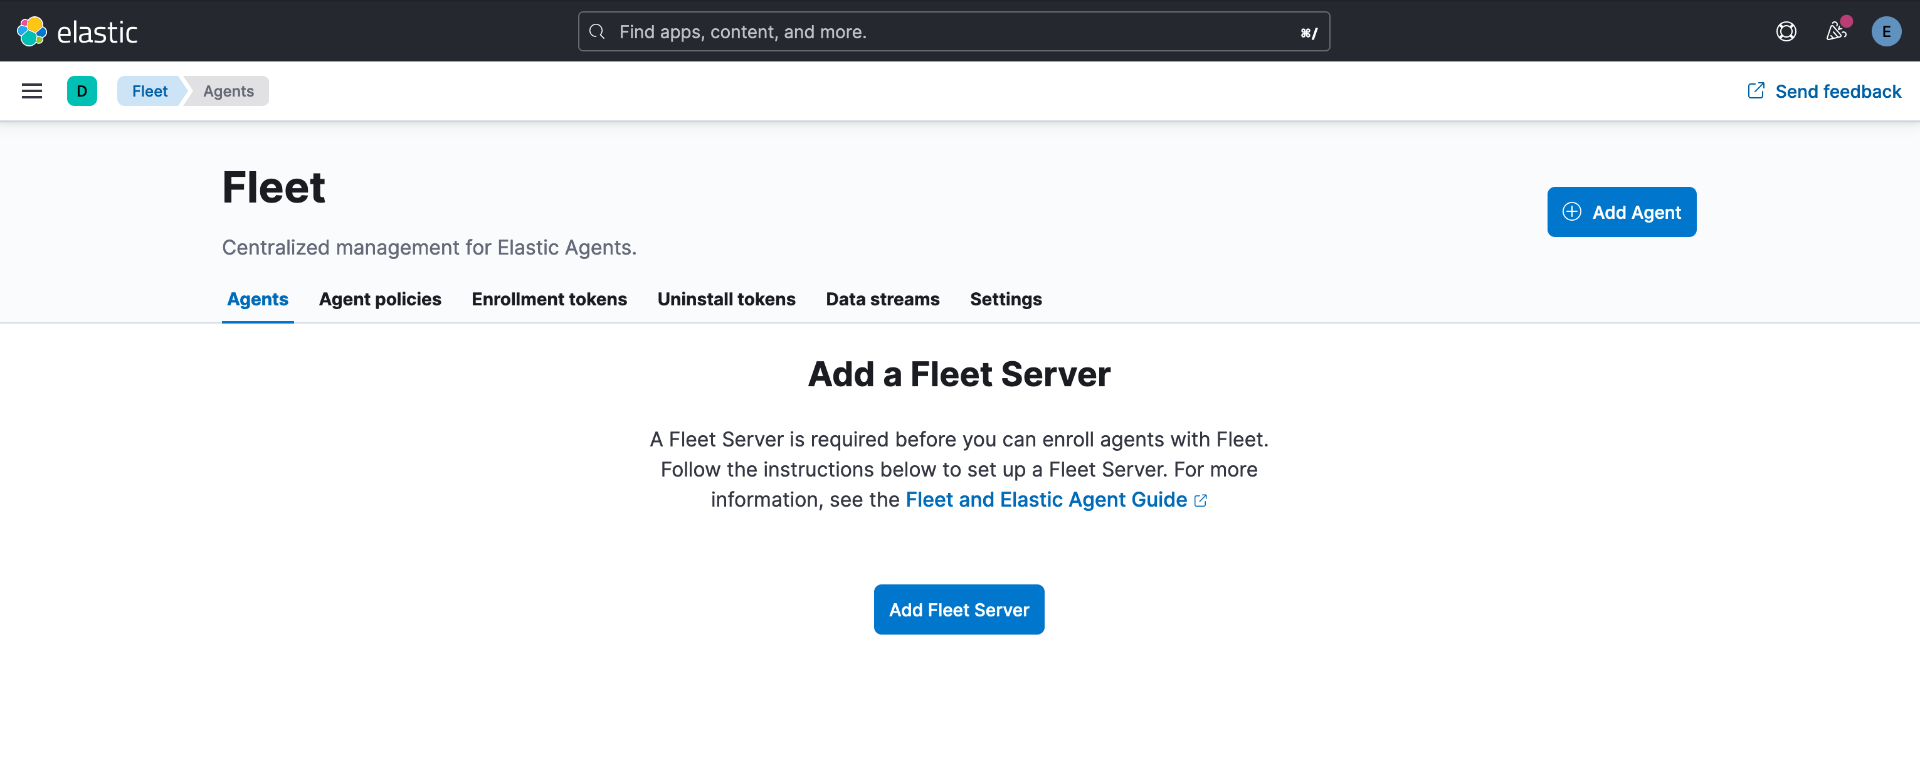 elastic
Find apps, content, and more.
⌘/
E
D
Fleet
Agents
Send feedback
Fleet
Add Agent
Centralized management for Elastic Agents.
Agents
Agent policies
Enrollment tokens
Uninstall tokens
Data streams
Settings
Add a Fleet Server
A Fleet Server is required before you can enroll agents with Fleet.
Follow the instructions below to set up a Fleet Server. For more
information, see the Fleet and Elastic Agent Guide
Add Fleet Server